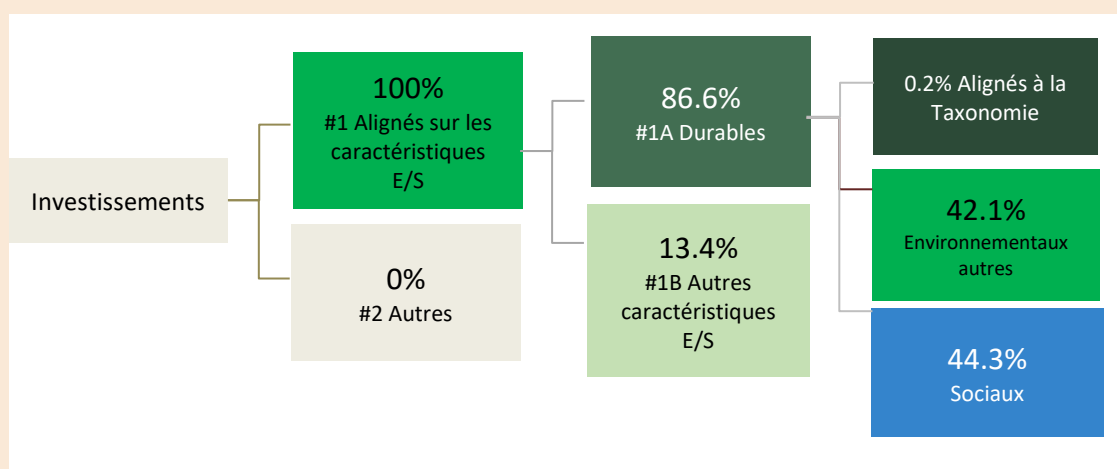 Investissements
100%
#1 Alignés sur les
caractéristiques
E/S
0%
#2 Autres
86.6%
#1A Durables
13.4%
#1B Autres
caractéristiques
E/S
0.2% Alignés à la
Taxonomie
42.1%
Environnementaux
autres
44.3%
Sociaux